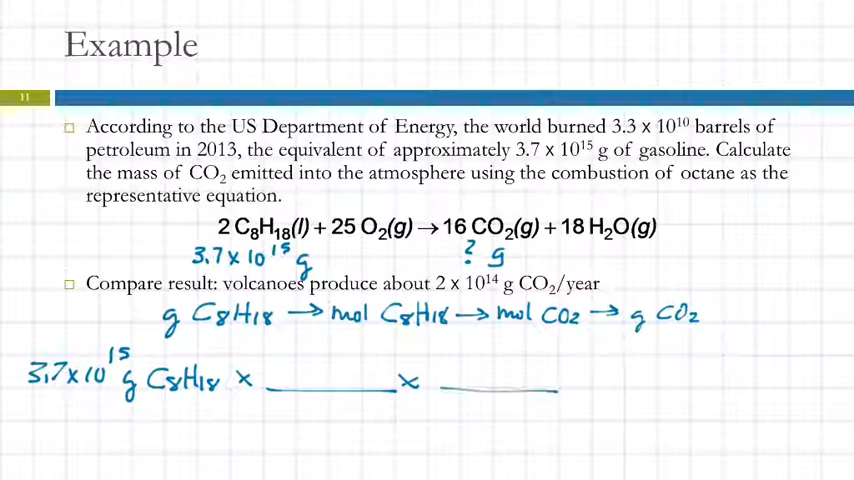 Example
11
According to the US Department of Energy, the world burned 3.3 x 10¹⁰ barrels of
petroleum in 2013, the equivalent of approximately 3.7 x 10¹⁵ g of gasoline. Calculate
the mass of CO₂ emitted into the atmosphere using the combustion of octane as the
representative equation.
2 C₈H₁₈(l) + 25 O₂(g) → 16 CO₂(g) + 18 H₂O(g)
3.7 x 10¹⁵ g ? g
Compare result: volcanoes produce about 2 x 10¹⁴ g CO₂/year
g C8H18 → mol C8H18 → mol CO2 → g CO2
3.7 x 10¹⁵ g C8H18 x ________ x ________